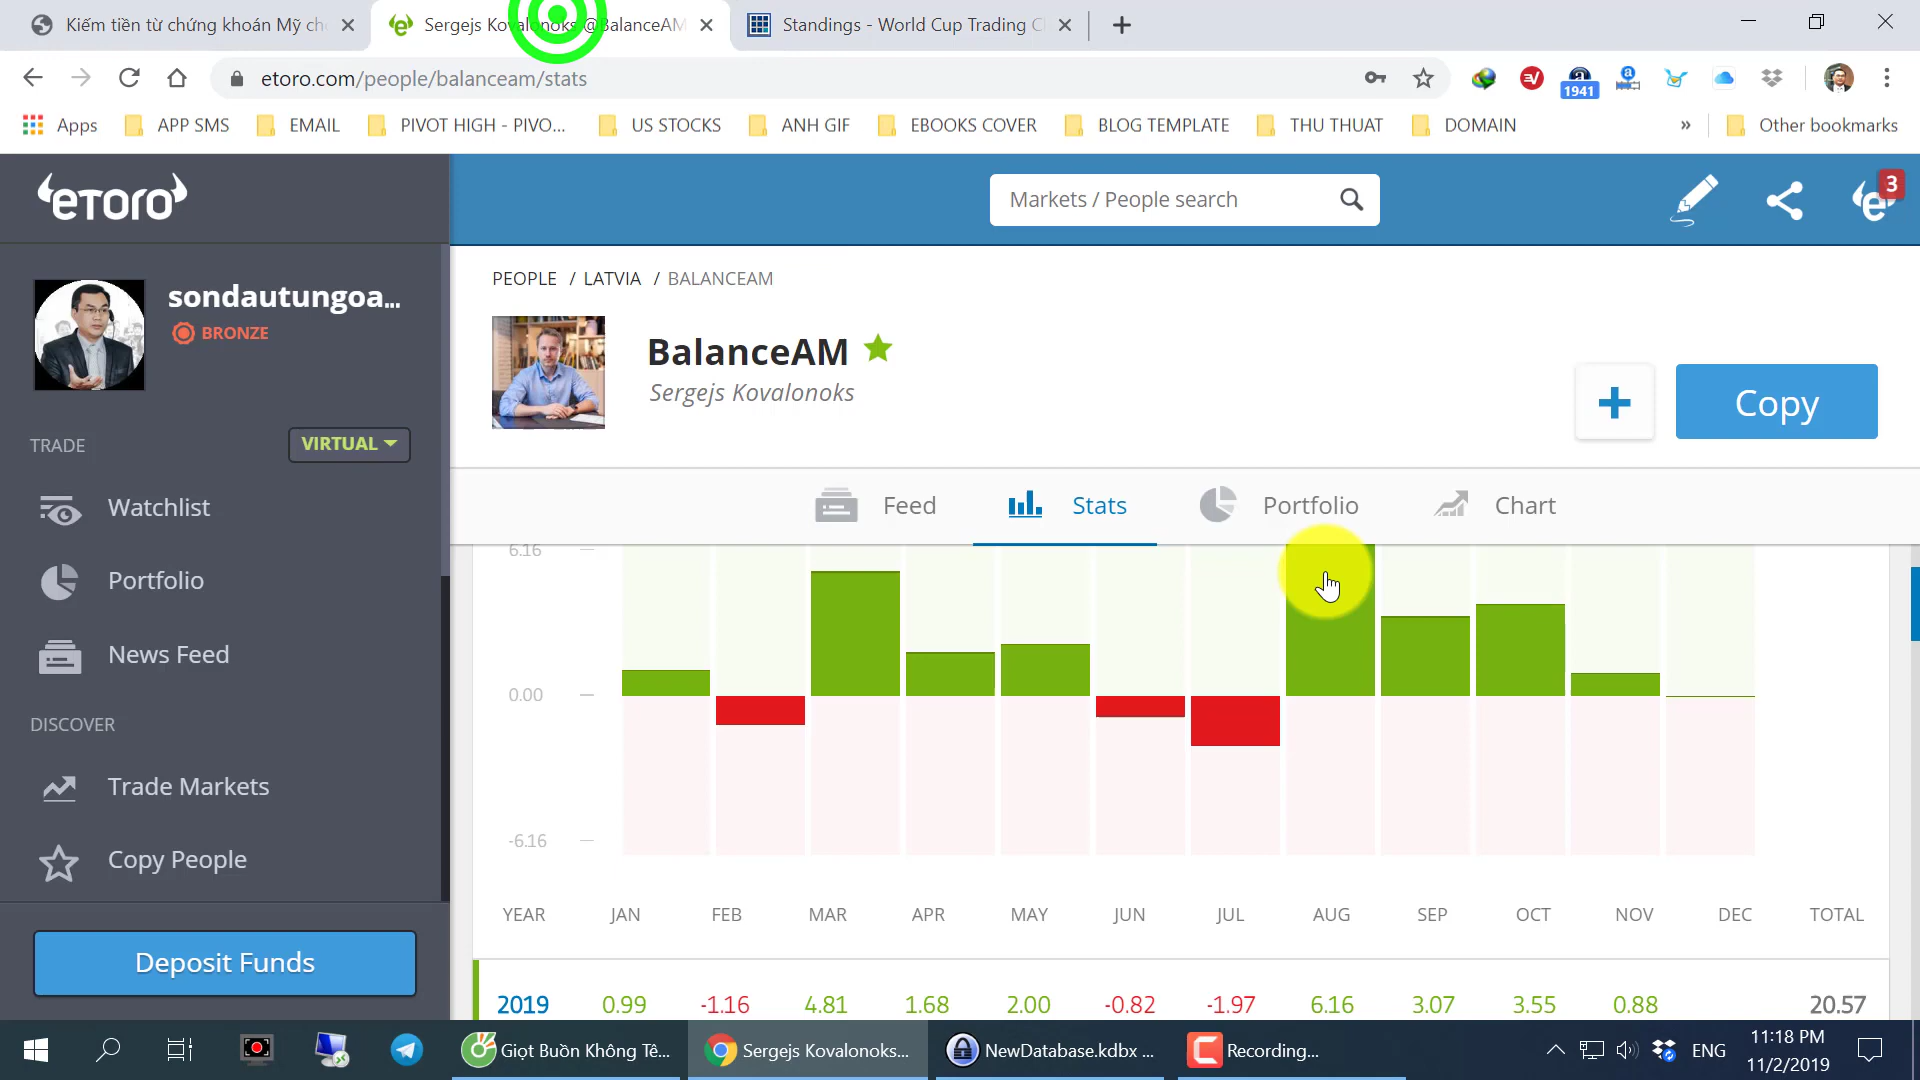 Kiếm tiền từ chứng khoán Mỹ ch
Sergejs Kovalonoks @BalanceAM
Standings - World Cup Trading C
etoro.com/people/balanceam/stats
1941
Apps
APP SMS
EMAIL
PIVOT HIGH - PIVO...
US STOCKS
ANH GIF
EBOOKS COVER
BLOG TEMPLATE
THU THUAT
DOMAIN
»
Other bookmarks
eToro
Markets / People search
3
sondautungoa...
BRONZE
PEOPLE / LATVIA / BALANCEAM
BalanceAM
Sergejs Kovalonoks
Copy
TRADE
VIRTUAL
Watchlist
Portfolio
News Feed
DISCOVER
Trade Markets
Copy People
Deposit Funds
Feed
Stats
Portfolio
Chart
6.16
0.00
-6.16
YEAR JAN FEB MAR APR MAY JUN JUL AUG SEP OCT NOV DEC TOTAL
2019 0.99 -1.16 4.81 1.68 2.00 -0.82 -1.97 6.16 3.07 3.55 0.88 20.57
Giọt Buồn Không Tê...
Sergejs Kovalonoks...
NewDatabase.kdbx ...
Recording...
ENG
11:18 PM
11/2/2019